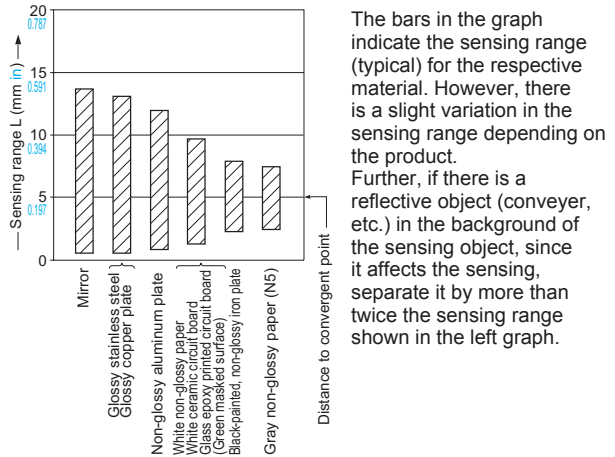 20
0.787
15
0.591
10
0.394
5
0.197
0
Sensing range L (mm in)
Mirror
Glossy stainless steel
Glossy copper plate
Non-glossy aluminum plate
White non-glossy paper
White ceramic circuit board
Glass epoxy printed circuit board
(Green masked surface)
Black-painted, non-glossy iron plate
Gray non-glossy paper (N5)
Distance to convergent point
The bars in the graph
indicate the sensing range
(typical) for the respective
material. However, there
is a slight variation in the
sensing range depending on
the product.
Further, if there is a
reflective object (conveyer,
etc.) in the background of
the sensing object, since
it affects the sensing,
separate it by more than
twice the sensing range
shown in the left graph.